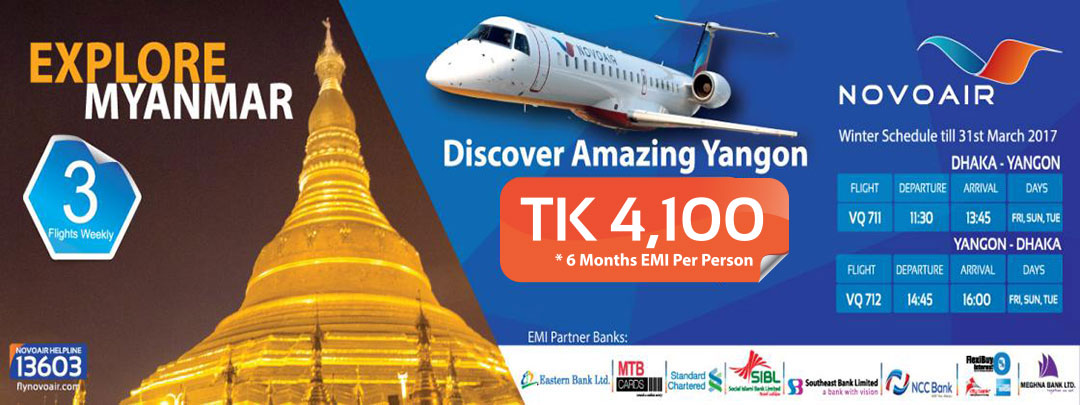 EXPLORE
MYANMAR
3
Flights Weekly
NOVOAIR HELPLINE
13603
flynovoair.com
NOVOAIR
Discover Amazing Yangon
TK 4,100
* 6 Months EMI Per Person
NOVOAIR
Winter Schedule till 31st March 2017
DHAKA - YANGON
FLIGHT DEPARTURE ARRIVAL DAYS
VQ 711 11:30 13:45 FRI, SUN, TUE
YANGON - DHAKA
FLIGHT DEPARTURE ARRIVAL DAYS
VQ 712 14:45 16:00 FRI, SUN, TUE
EMI Partner Banks:
Eastern Bank Ltd.
MTB
CARDS
Standard
Chartered
SIBL
Social Islami Bank Limited
Southeast Bank Limited
a bank with vision
NCC Bank
FlexiBuy
MEGHNA BANK LTD.